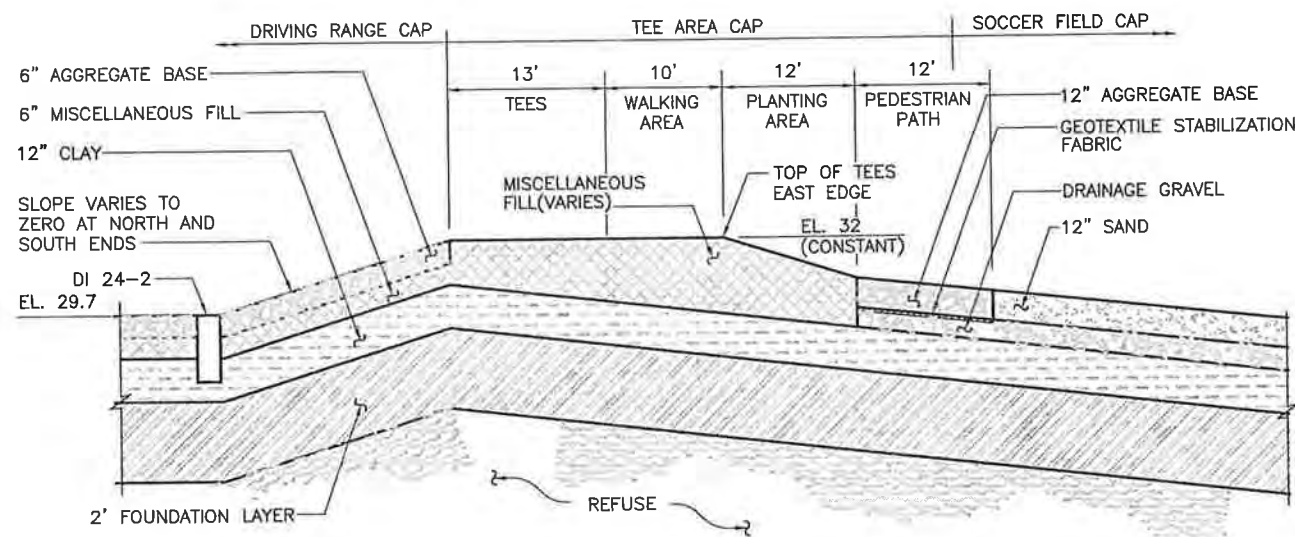 DRIVING RANGE CAP
TEE AREA CAP
SOCCER FIELD CAP
6" AGGREGATE BASE
6" MISCELLANEOUS FILL
12" CLAY
SLOPE VARIES TO
ZERO AT NORTH AND
SOUTH ENDS
DI 24-2
EL. 29.7
13'
TEES
10'
WALKING
AREA
12'
PLANTING
AREA
12'
PEDESTRIAN
PATH
MISCELLANEOUS
FILL(VARIES)
TOP OF TEES
EAST EDGE
EL. 32
(CONSTANT)
12" AGGREGATE BASE
GEOTEXTILE STABILIZATION
FABRIC
DRAINAGE GRAVEL
12" SAND
2' FOUNDATION LAYER
REFUSE